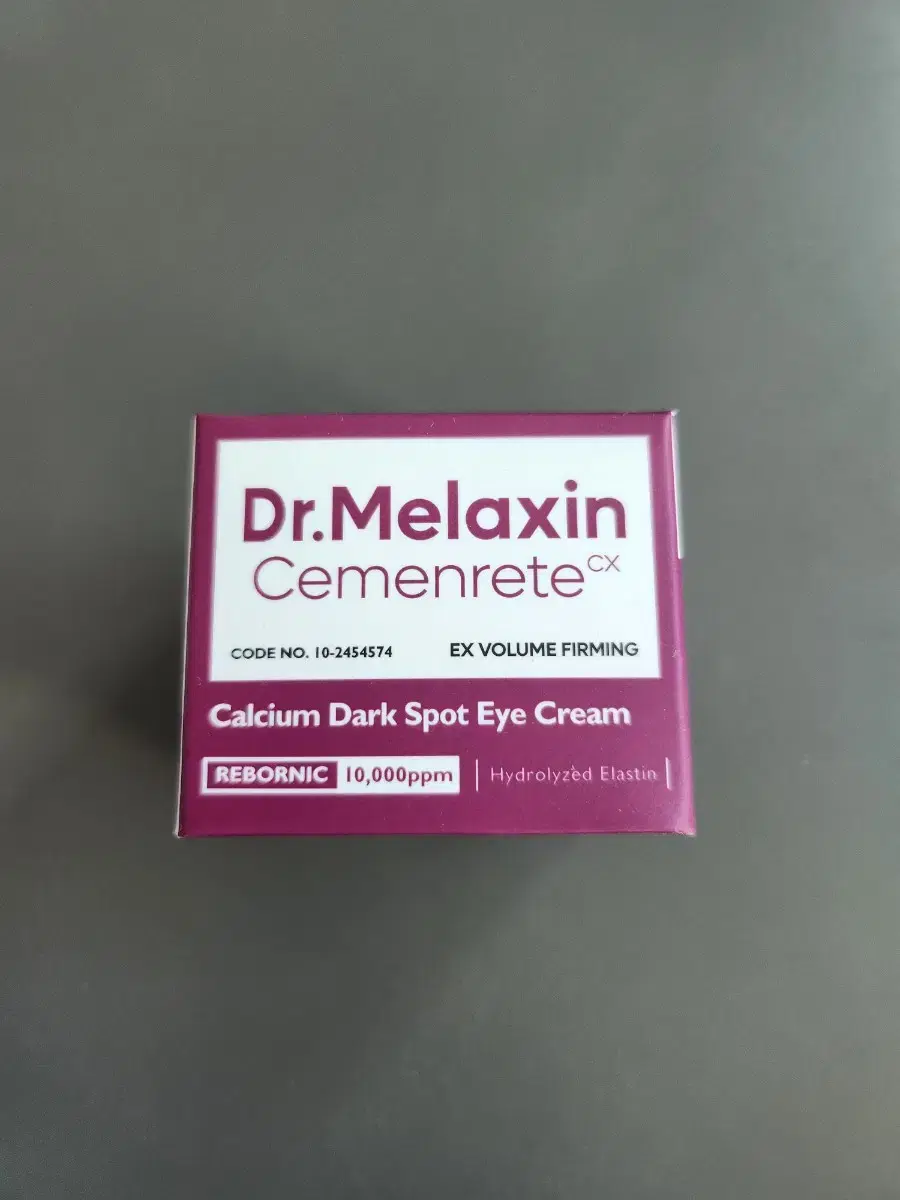 Dr.Melaxin
Cemenrete CX
CODE NO. 10-2454574 EX VOLUME FIRMING
Calcium Dark Spot Eye Cream
REBORNIC 10,000ppm | Hydrolyzed Elastin |